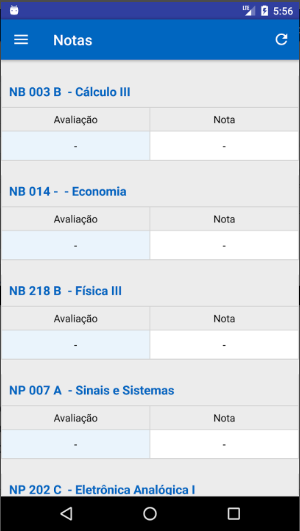 LTE 5:56
Notas
NB 003 B - Cálculo III
Avaliação Nota
- -
NB 014 - - Economia
Avaliação Nota
- -
NB 218 B - Física III
Avaliação Nota
- -
NP 007 A - Sinais e Sistemas
Avaliação Nota
- -
NP 202 C - Eletrônica Analógica I